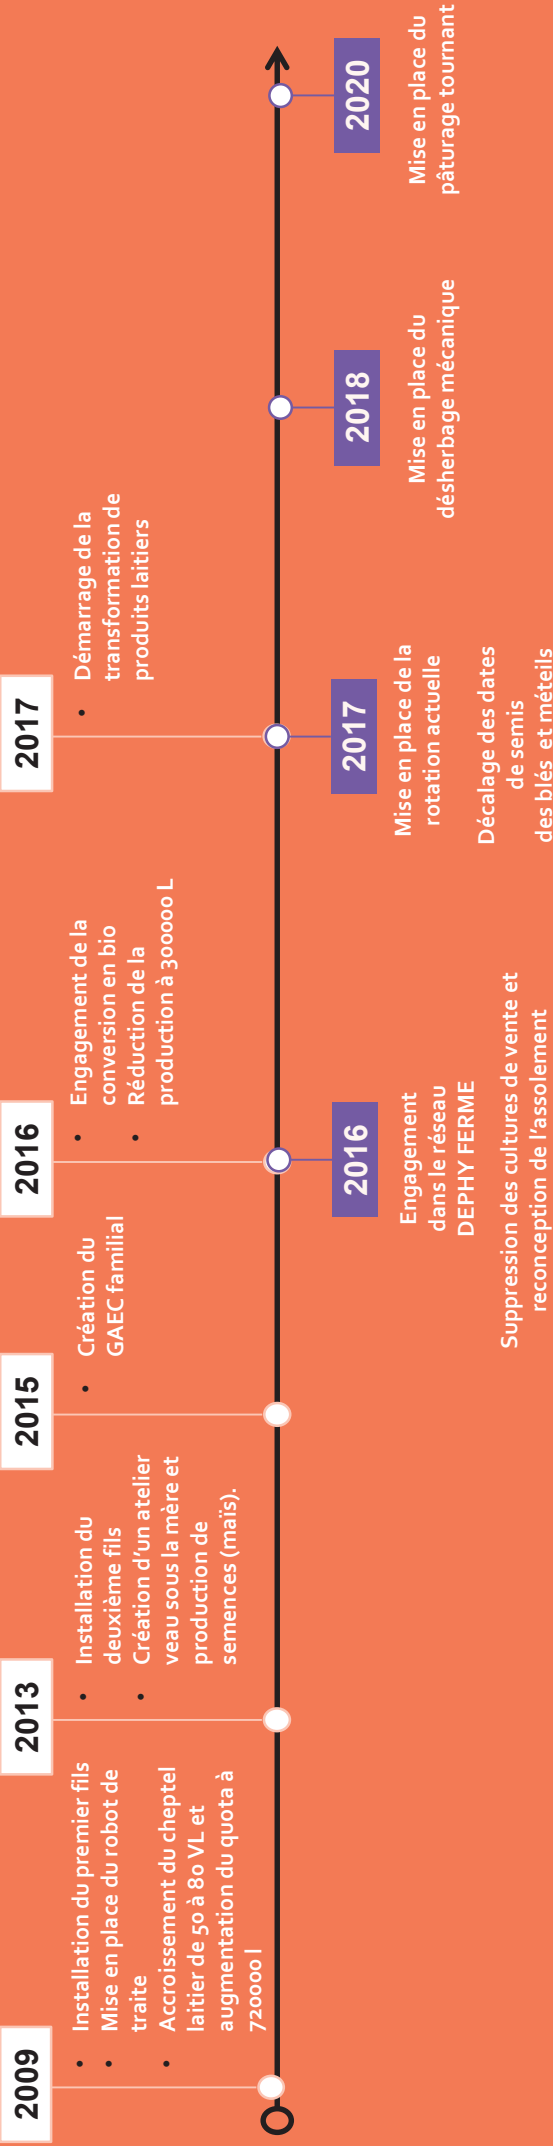 2009
• Installation du premier fils
• Mise en place du robot de
traite
• Accroissement du cheptel
laitier de 50 à 80 VL et
augmentation du quota à
720000 l
2013
• Installation du
deuxième fils
• Création d'un atelier
veau sous la mère et
production de
semences (maïs).
2015
• Création du
GAEC familial
2016
• Engagement de la
conversion en bio
• Réduction de la
production à 300000 L
2017
• Démarrage de la
transformation de
produits laitiers
2016
Engagement
dans le réseau
DEPHY FERME
Suppression des cultures de vente et
reconception de l'assolement
2017
Mise en place de la
rotation actuelle
Décalage des dates
de semis
des blés et méteils
2018
Mise en place du
désherbage mécanique
2020
Mise en place du
pâturage tournant